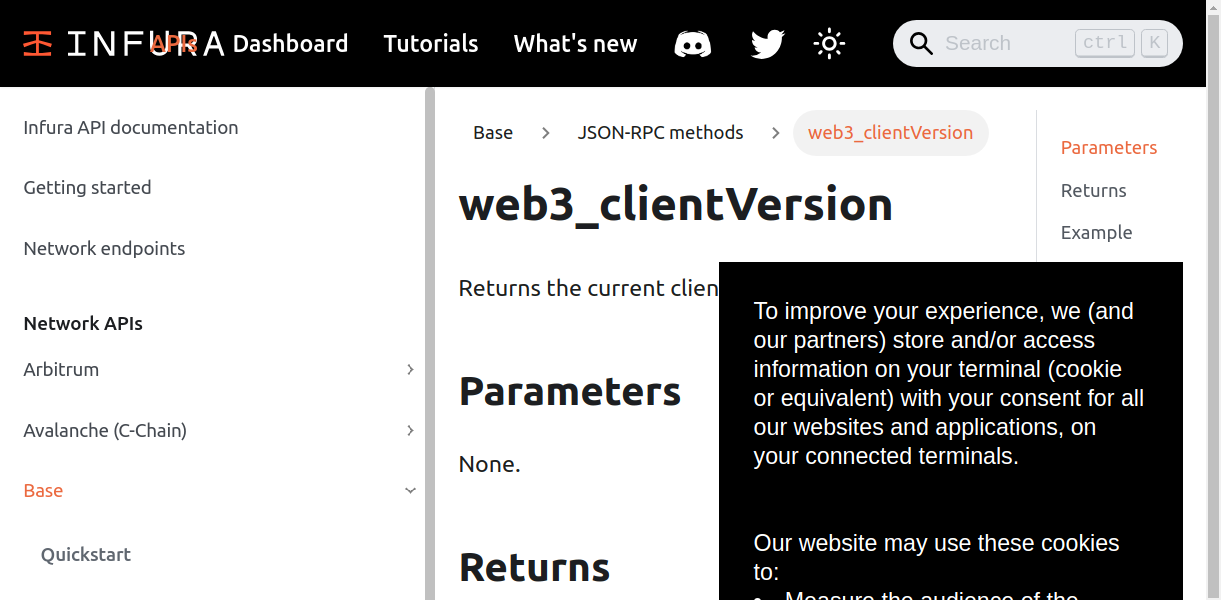 INFURA APIs Dashboard Tutorials What's new Search ctrl K
Infura API documentation
Getting started
Network endpoints
Network APIs
Arbitrum
Avalanche (C-Chain)
Base
Quickstart
Base > JSON-RPC methods > web3_clientVersion
web3_clientVersion
Returns the current clien
Parameters
None.
Returns
Parameters
Returns
Example
To improve your experience, we (and
our partners) store and/or access
information on your terminal (cookie
or equivalent) with your consent for all
our websites and applications, on
your connected terminals.
Our website may use these cookies
to:
• Measure the audience of the